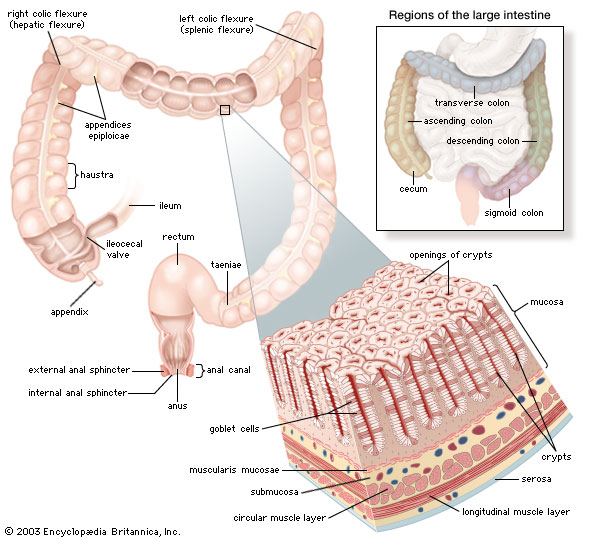 right colic flexure
(hepatic flexure)
left colic flexure
(splenic flexure)
appendices
epiploicae
haustra
ileum
ileocecal
valve
appendix
rectum
taeniae
external anal sphincter
internal anal sphincter
anal canal
anus
Regions of the large intestine
transverse colon
ascending colon
descending colon
cecum
sigmoid colon
openings of crypts
mucosa
goblet cells
crypts
muscularis mucosae
serosa
submucosa
longitudinal muscle layer
circular muscle layer
© 2003 Encyclopædia Britannica, Inc.